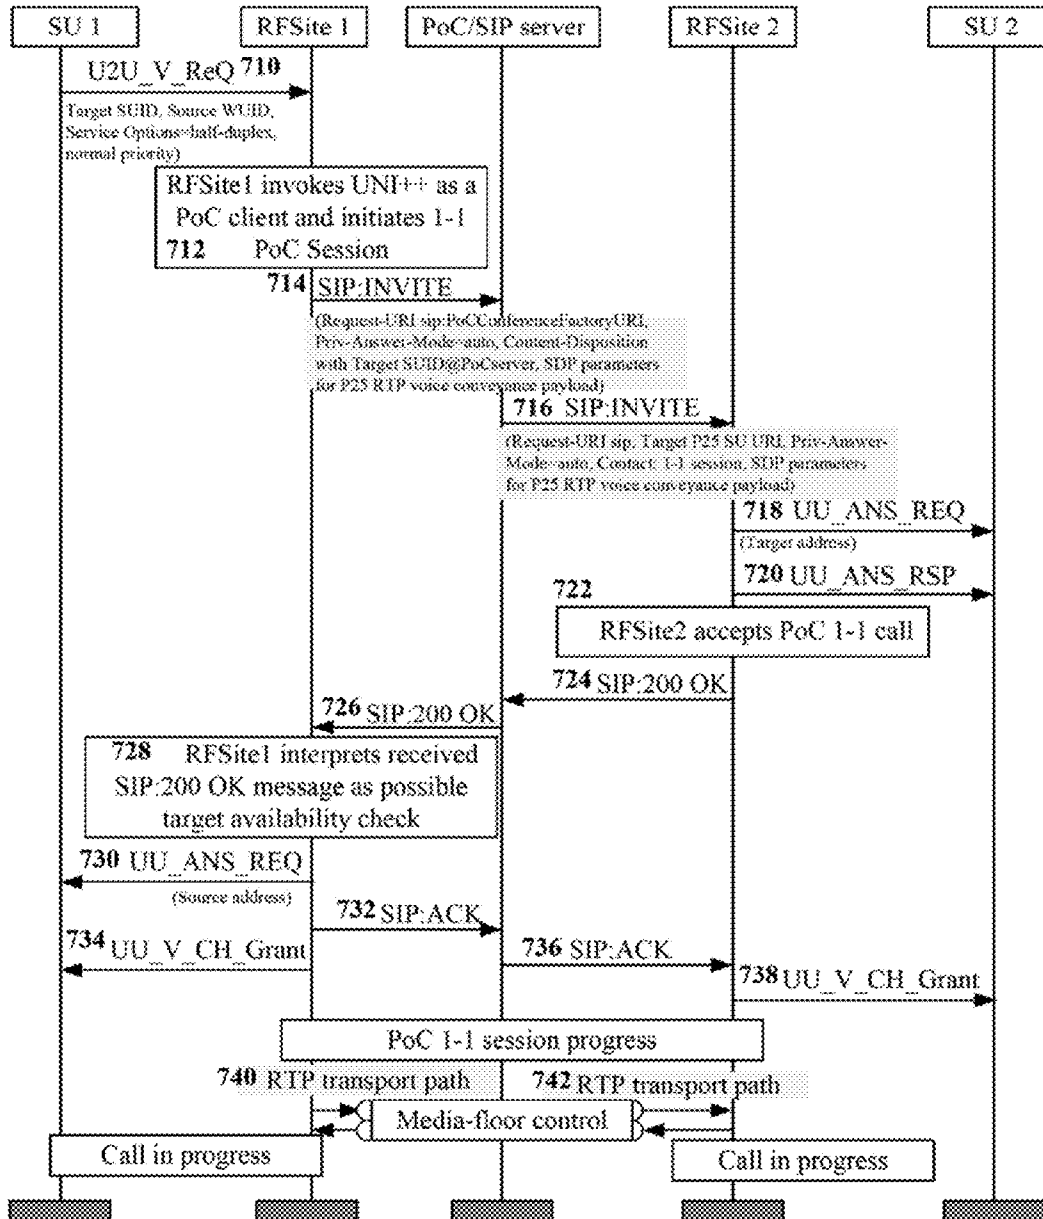 SU 1
RFSite 1
PoC/SIP server
RFSite 2
SU 2
U2U_V_ReQ 710
Target SUID, Source WUID,
Service Options=half-duplex,
normal priority)
RFSite1 invokes UNI++ as a
PoC client and initiates 1-1
712 PoC Session
714 SIP:INVITE
(Request-URI sip:PoCConferenceFactoryURI,
Priv-Answer-Mode=auto, Content-Disposition
with Target SUID@PoCserver, SDP parameters
for P25 RTP voice conveyance payload)
716 SIP:INVITE
(Request-URI sip, Target P25 SU URI, Priv-Answer-
Mode=auto, Contact: 1-1 session, SDP parameters
for P25 RTP voice conveyance payload)
718 UU_ANS_REQ
(Target address)
720 UU_ANS_RSP
722
RFSite2 accepts PoC 1-1 call
724 SIP:200 OK
726 SIP:200 OK
728 RFSite1 interprets received
SIP:200 OK message as possible
target availability check
730 UU_ANS_REQ
(Source address)
732 SIP:ACK
734 UU_V_CH_Grant
736 SIP:ACK
738 UU_V_CH_Grant
PoC 1-1 session progress
740 RTP transport path
742 RTP transport path
Media-floor control
Call in progress
Call in progress